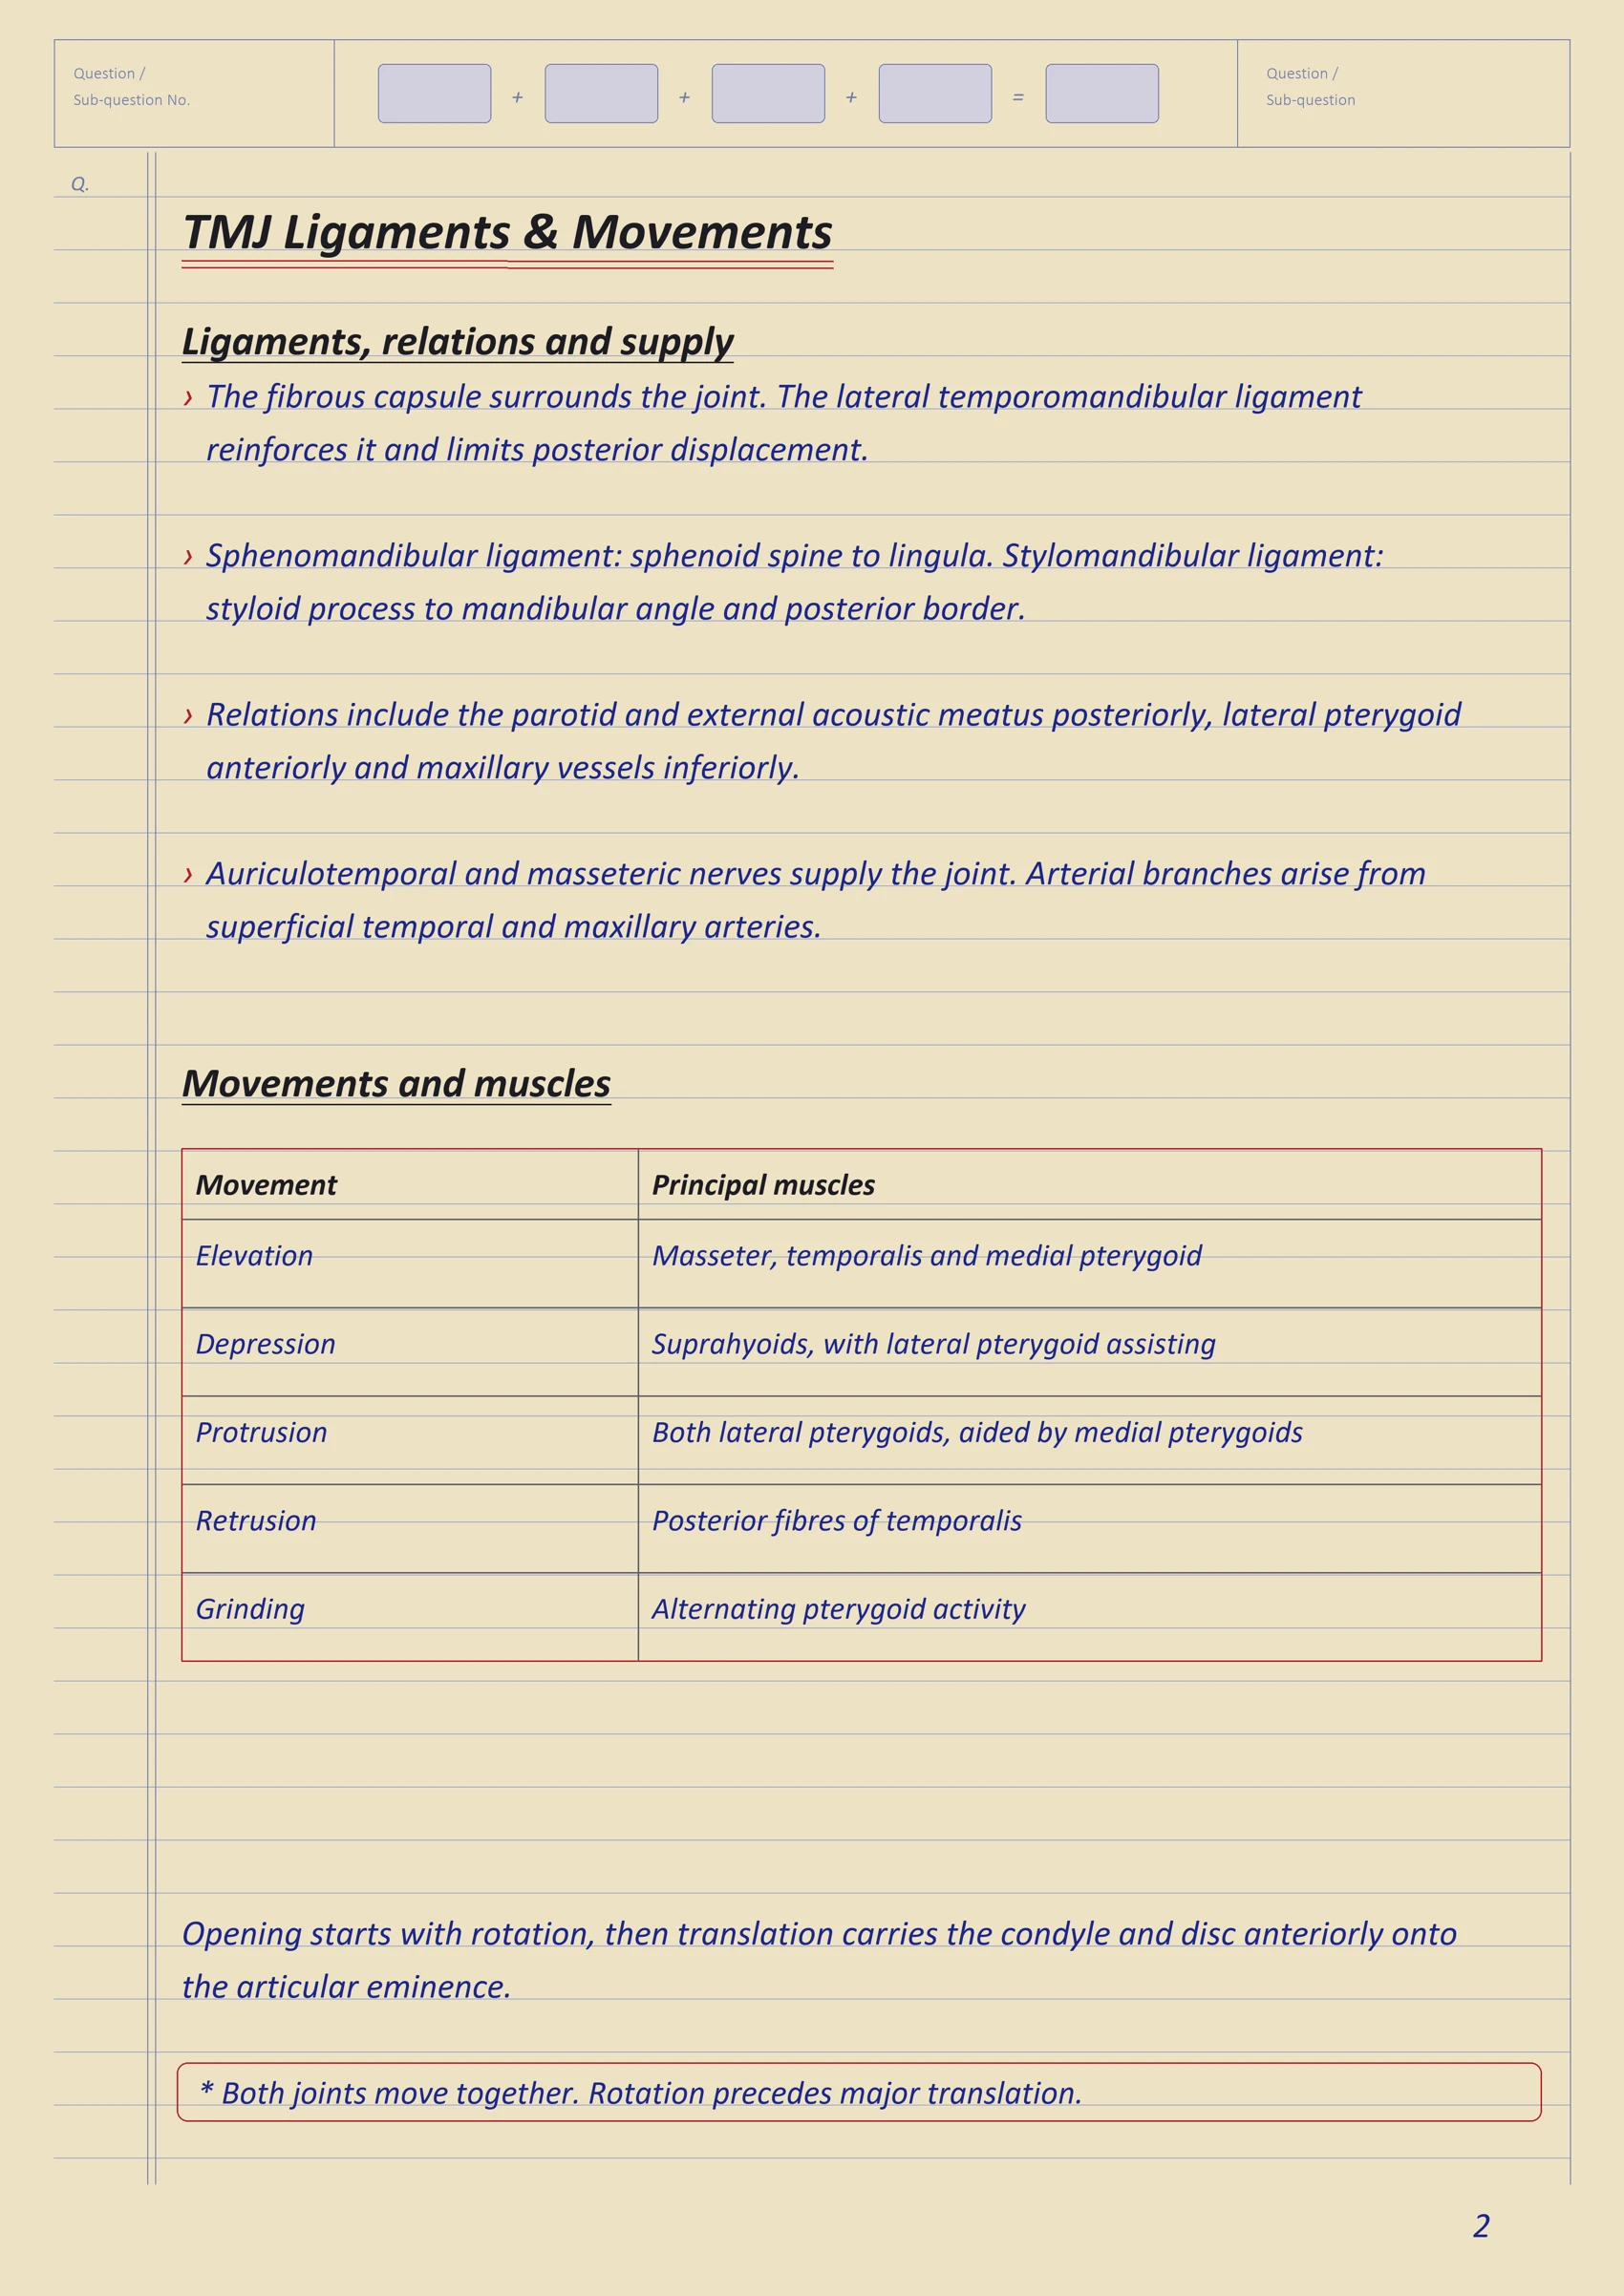 Question /
Sub-question No.
+ + + =
Question /
Sub-question
Q.
TMJ Ligaments & Movements
Ligaments, relations and supply
› The fibrous capsule surrounds the joint. The lateral temporomandibular ligament
reinforces it and limits posterior displacement.
› Sphenomandibular ligament: sphenoid spine to lingula. Stylomandibular ligament:
styloid process to mandibular angle and posterior border.
› Relations include the parotid and external acoustic meatus posteriorly, lateral pterygoid
anteriorly and maxillary vessels inferiorly.
› Auriculotemporal and masseteric nerves supply the joint. Arterial branches arise from
superficial temporal and maxillary arteries.
Movements and muscles
Movement Principal muscles
Elevation Masseter, temporalis and medial pterygoid
Depression Suprahyoids, with lateral pterygoid assisting
Protrusion Both lateral pterygoids, aided by medial pterygoids
Retrusion Posterior fibres of temporalis
Grinding Alternating pterygoid activity
Opening starts with rotation, then translation carries the condyle and disc anteriorly onto
the articular eminence.
* Both joints move together. Rotation precedes major translation.
2